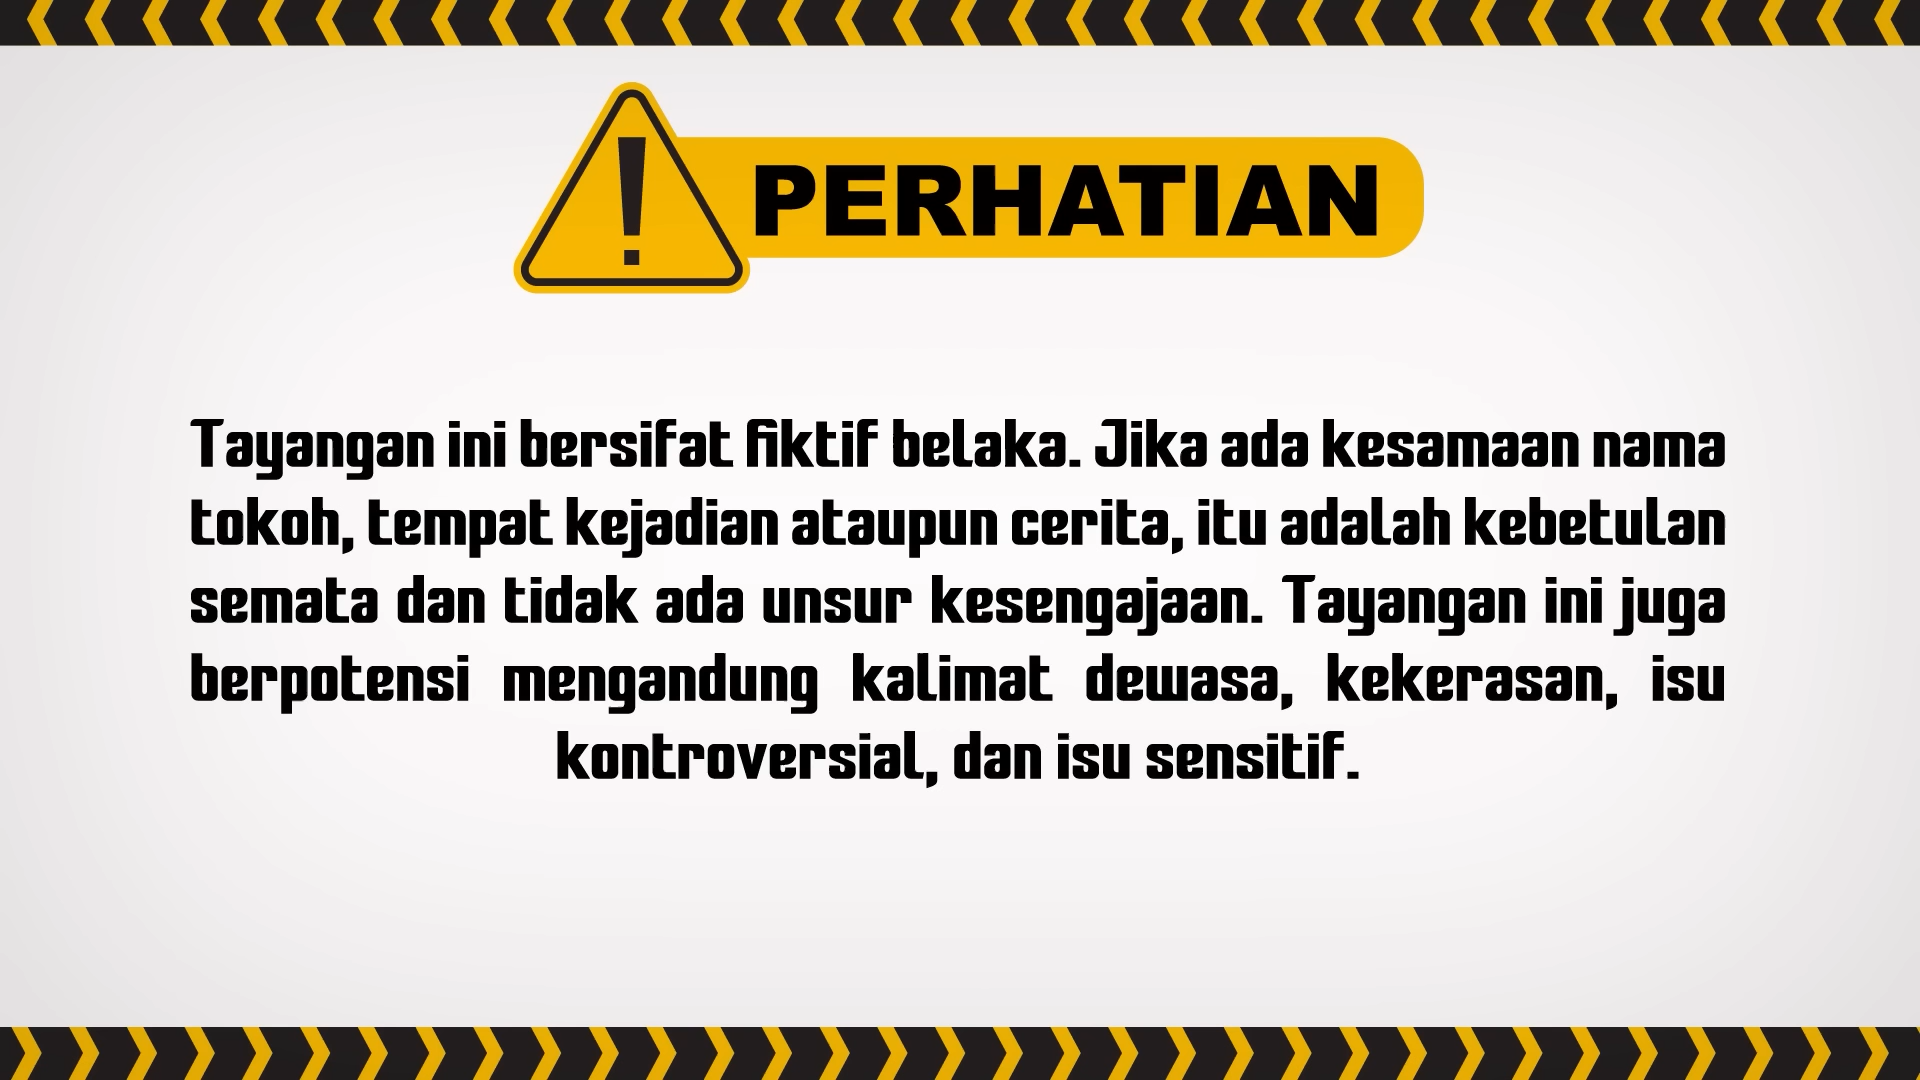 PERHATIAN
Tayangan ini bersifat fiktif belaka. Jika ada kesamaan nama
tokoh, tempat kejadian ataupun cerita, itu adalah kebetulan
semata dan tidak ada unsur kesengajaan. Tayangan ini juga
berpotensi mengandung kalimat dewasa, kekerasan, isu
kontroversial, dan isu sensitif.